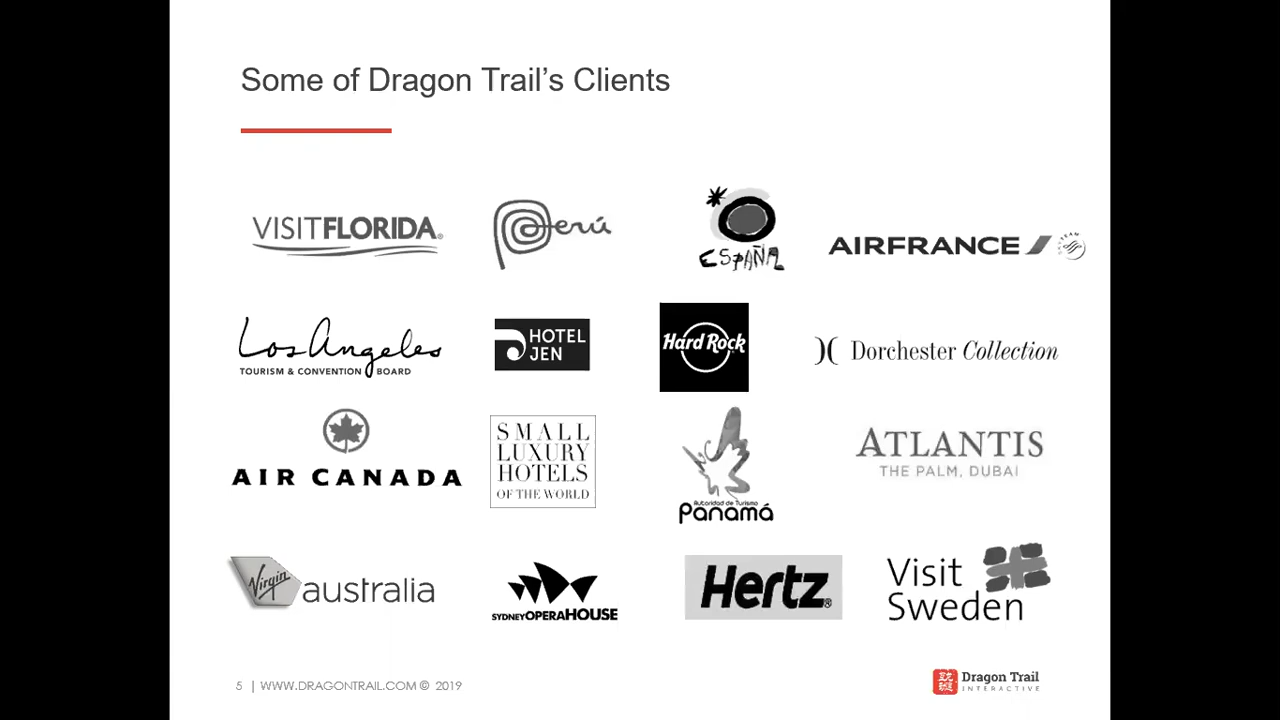 Some of Dragon Trail’s Clients
VISITFLORIDA®
Perú
ESPAÑA
AIRFRANCE
Los Angeles
TOURISM & CONVENTION BOARD
HOTEL
JEN
Hard Rock
Dorchester Collection
AIR CANADA
SMALL
LUXURY
HOTELS
OF THE WORLD
Autoridad de Turismo
Panamá
ATLANTIS
THE PALM, DUBAI
Virgin australia
SYDNEYOPERAHOUSE
Hertz®
Visit
Sweden
5 | WWW.DRAGONTRAIL.COM © 2019
Dragon Trail
INTERACTIVE